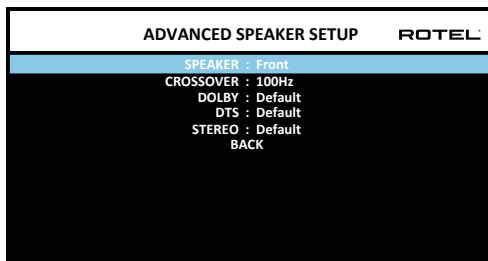 ADVANCED SPEAKER SETUP ROTEL
SPEAKER : Front
CROSSOVER : 100Hz
DOLBY : Default
DTS : Default
STEREO : Default
BACK